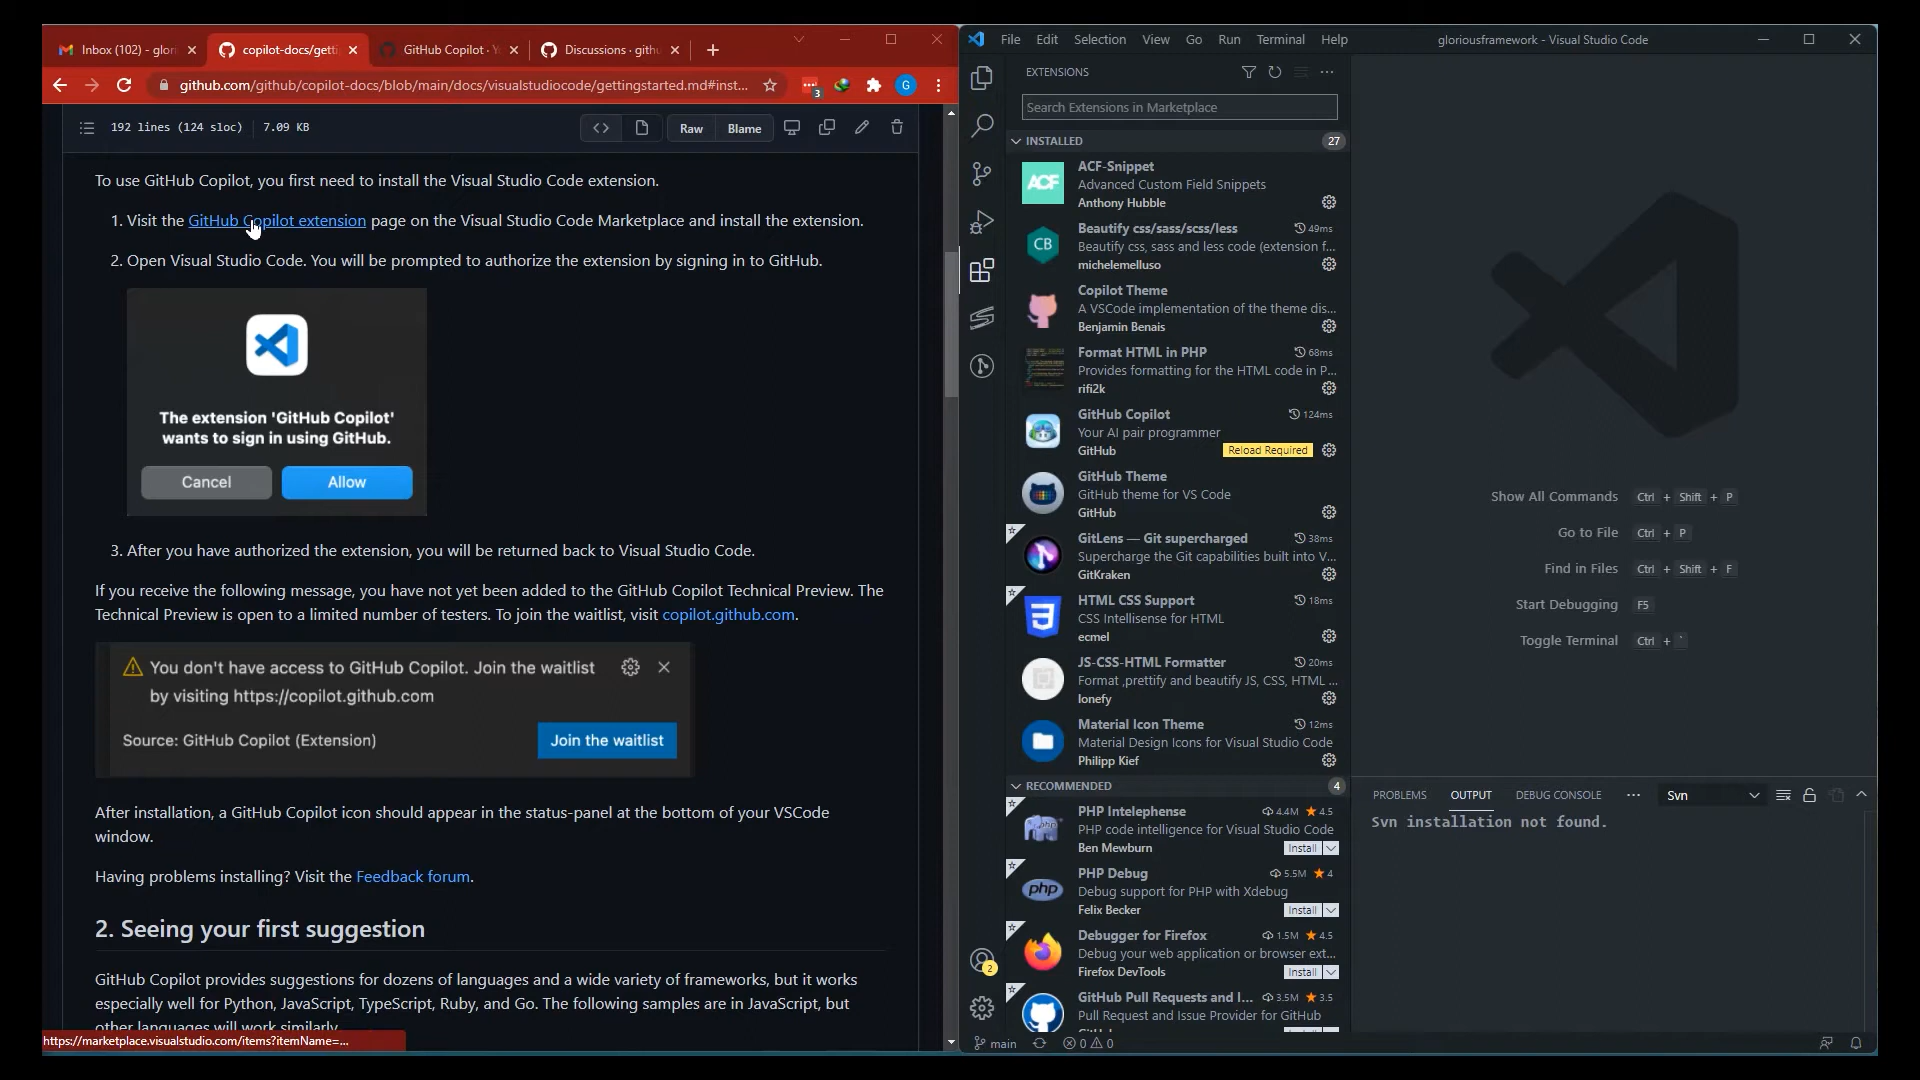 Inbox (102) - glori
copilot-docs/getti
GitHub Copilot · Yo
Discussions · githu
github.com/github/copilot-docs/blob/main/docs/visualstudiocode/gettingstarted.md#inst...
3
G
192 lines (124 sloc)
7.09 KB
Raw
Blame
To use GitHub Copilot, you first need to install the Visual Studio Code extension.
1. Visit the GitHub Copilot extension page on the Visual Studio Code Marketplace and install the extension.
2. Open Visual Studio Code. You will be prompted to authorize the extension by signing in to GitHub.
The extension 'GitHub Copilot'
wants to sign in using GitHub.
Cancel
Allow
3. After you have authorized the extension, you will be returned back to Visual Studio Code.
If you receive the following message, you have not yet been added to the GitHub Copilot Technical Preview. The
Technical Preview is open to a limited number of testers. To join the waitlist, visit copilot.github.com.
You don't have access to GitHub Copilot. Join the waitlist
by visiting https://copilot.github.com
Source: GitHub Copilot (Extension)
Join the waitlist
After installation, a GitHub Copilot icon should appear in the status-panel at the bottom of your VSCode
window.
Having problems installing? Visit the Feedback forum.
2. Seeing your first suggestion
GitHub Copilot provides suggestions for dozens of languages and a wide variety of frameworks, but it works
especially well for Python, JavaScript, TypeScript, Ruby, and Go. The following samples are in JavaScript, but
other languages will work similarly.
https://marketplace.visualstudio.com/items?itemName=...
File Edit Selection View Go Run Terminal Help
gloriousframework - Visual Studio Code
EXTENSIONS
Search Extensions in Marketplace
INSTALLED
27
ACF
ACF-Snippet
Advanced Custom Field Snippets
Anthony Hubble
CB
Beautify css/sass/scss/less
49ms
Beautify css, sass and less code (extension f...
michelemelluso
Copilot Theme
A VSCode implementation of the theme dis...
Benjamin Benais
Format HTML in PHP
68ms
Provides formatting for the HTML code in P...
rifi2k
GitHub Copilot
124ms
Your AI pair programmer
GitHub
Reload Required
GitHub Theme
GitHub theme for VS Code
GitHub
GitLens — Git supercharged
38ms
Supercharge the Git capabilities built into V...
GitKraken
HTML CSS Support
18ms
CSS Intellisense for HTML
ecmel
JS-CSS-HTML Formatter
20ms
Format ,prettify and beautify JS, CSS, HTML ...
lonefy
Material Icon Theme
12ms
Material Design Icons for Visual Studio Code
Philipp Kief
RECOMMENDED
4
php
PHP Intelephense
4.4M
4.5
PHP code intelligence for Visual Studio Code
Ben Mewburn
Install
php
PHP Debug
5.5M
4
Debug support for PHP with Xdebug
Felix Becker
Install
Debugger for Firefox
1.5M
4.5
Debug your web application or browser ext...
Firefox DevTools
Install
GitHub Pull Requests and I...
3.5M
3.5
Pull Request and Issue Provider for GitHub
2
Show All Commands Ctrl + Shift + P
Go to File Ctrl + P
Find in Files Ctrl + Shift + F
Start Debugging F5
Toggle Terminal Ctrl + `
PROBLEMS
OUTPUT
DEBUG CONSOLE
Svn
Svn installation not found.
main
0
0